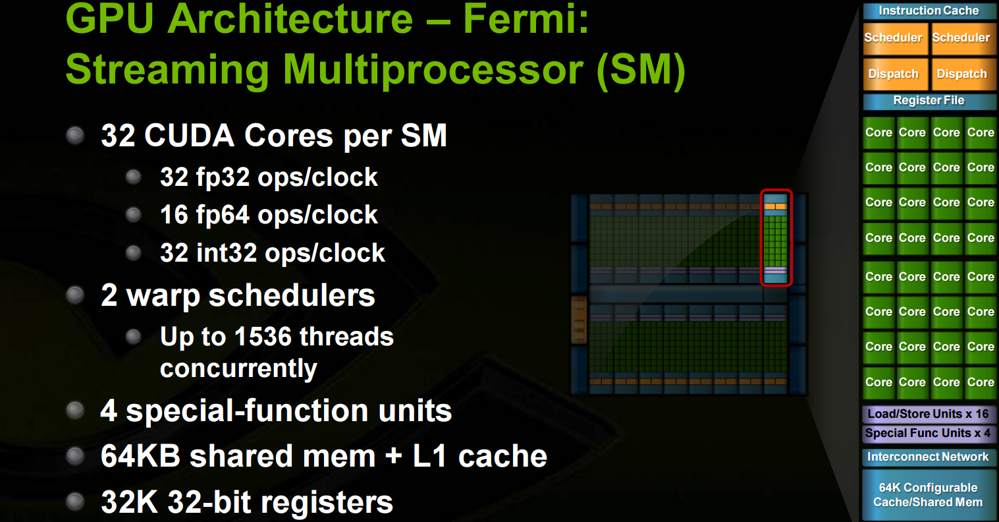 GPU Architecture – Fermi:
Streaming Multiprocessor (SM)
32 CUDA Cores per SM
32 fp32 ops/clock
16 fp64 ops/clock
32 int32 ops/clock
2 warp schedulers
Up to 1536 threads
concurrently
4 special-function units
64KB shared mem + L1 cache
32K 32-bit registers
Instruction Cache
Scheduler Scheduler
Dispatch Dispatch
Register File
Core Core Core Core
Core Core Core Core
Core Core Core Core
Core Core Core Core
Core Core Core Core
Core Core Core Core
Core Core Core Core
Core Core Core Core
Load/Store Units x 16
Special Func Units x 4
Interconnect Network
64K Configurable
Cache/Shared Mem